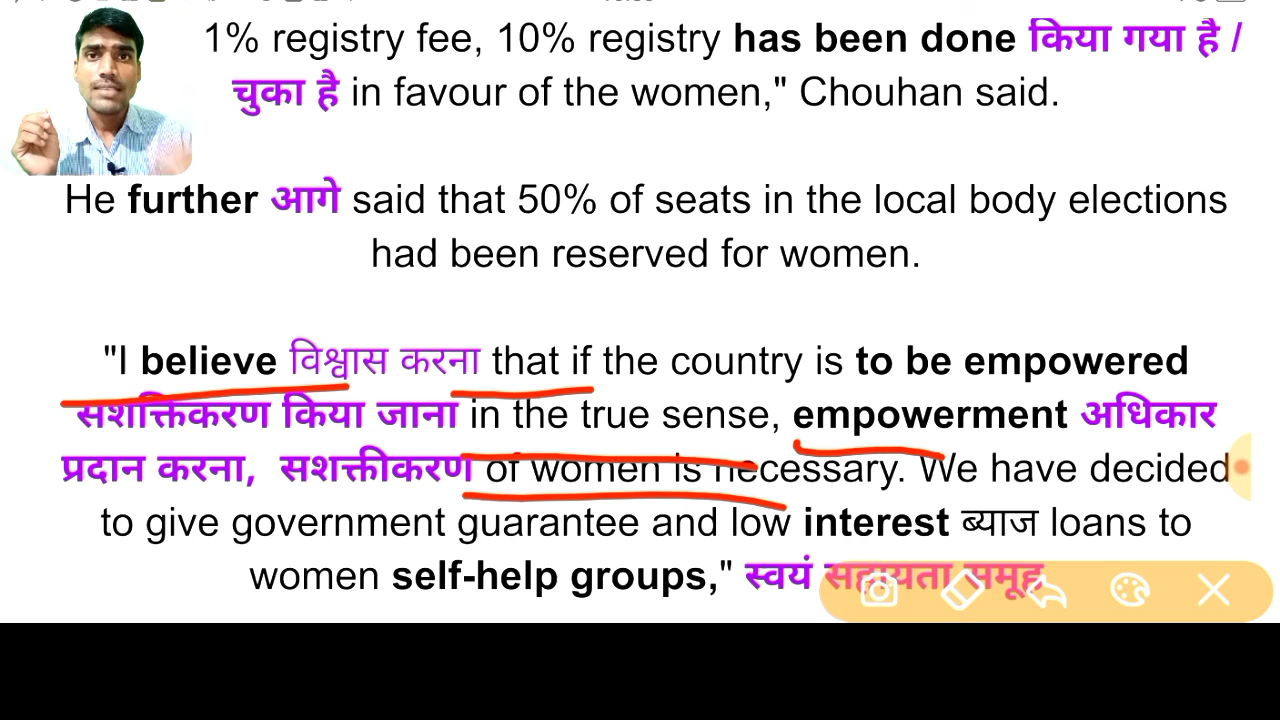 1% registry fee, 10% registry has been done किया गया है /
चुका है in favour of the women," Chouhan said.
He further आगे said that 50% of seats in the local body elections
had been reserved for women.
"I believe विश्वास करना that if the country is to be empowered
सशक्तिकरण किया जाना in the true sense, empowerment अधिकार
प्रदान करना, सशक्तीकरण of women is necessary. We have decided
to give government guarantee and low interest ब्याज loans to
women self-help groups," स्वयं सहायता समूह